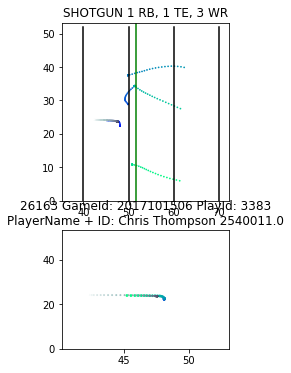 SHOTGUN 1 RB, 1 TE, 3 WR
50
40
30
20
10
0
40 50 60 70
26163 GameId: 2017101506 PlayId: 3383
PlayerName + ID: Chris Thompson 2540011.0
40
20
0
45 50